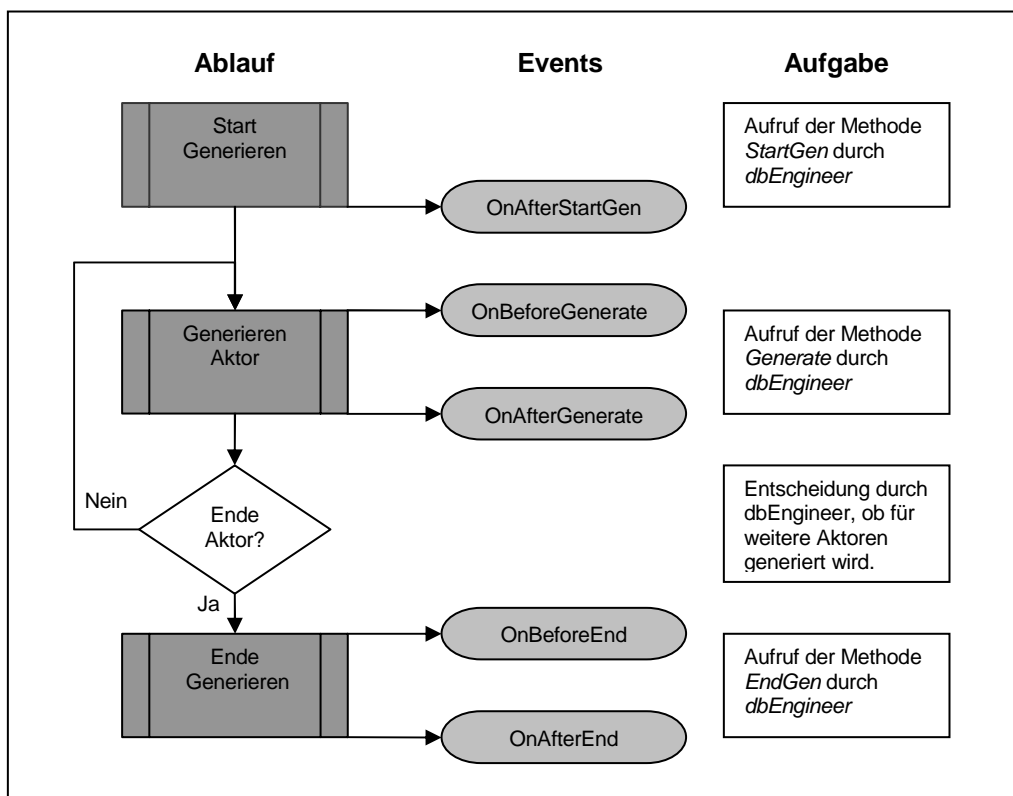 Ablauf
Events
Aufgabe
Start
Generieren
Aufruf der Methode
StartGen durch
dbEngineer
OnAfterStartGen
OnBeforeGenerate
Generieren
Aktor
Aufruf der Methode
Generate durch
dbEngineer
OnAfterGenerate
Nein
Ende
Aktor?
Entscheidung durch
dbEngineer, ob für
weitere Aktoren
generiert wird.
Ja
OnBeforeEnd
Ende
Generieren
Aufruf der Methode
EndGen durch
dbEngineer
OnAfterEnd